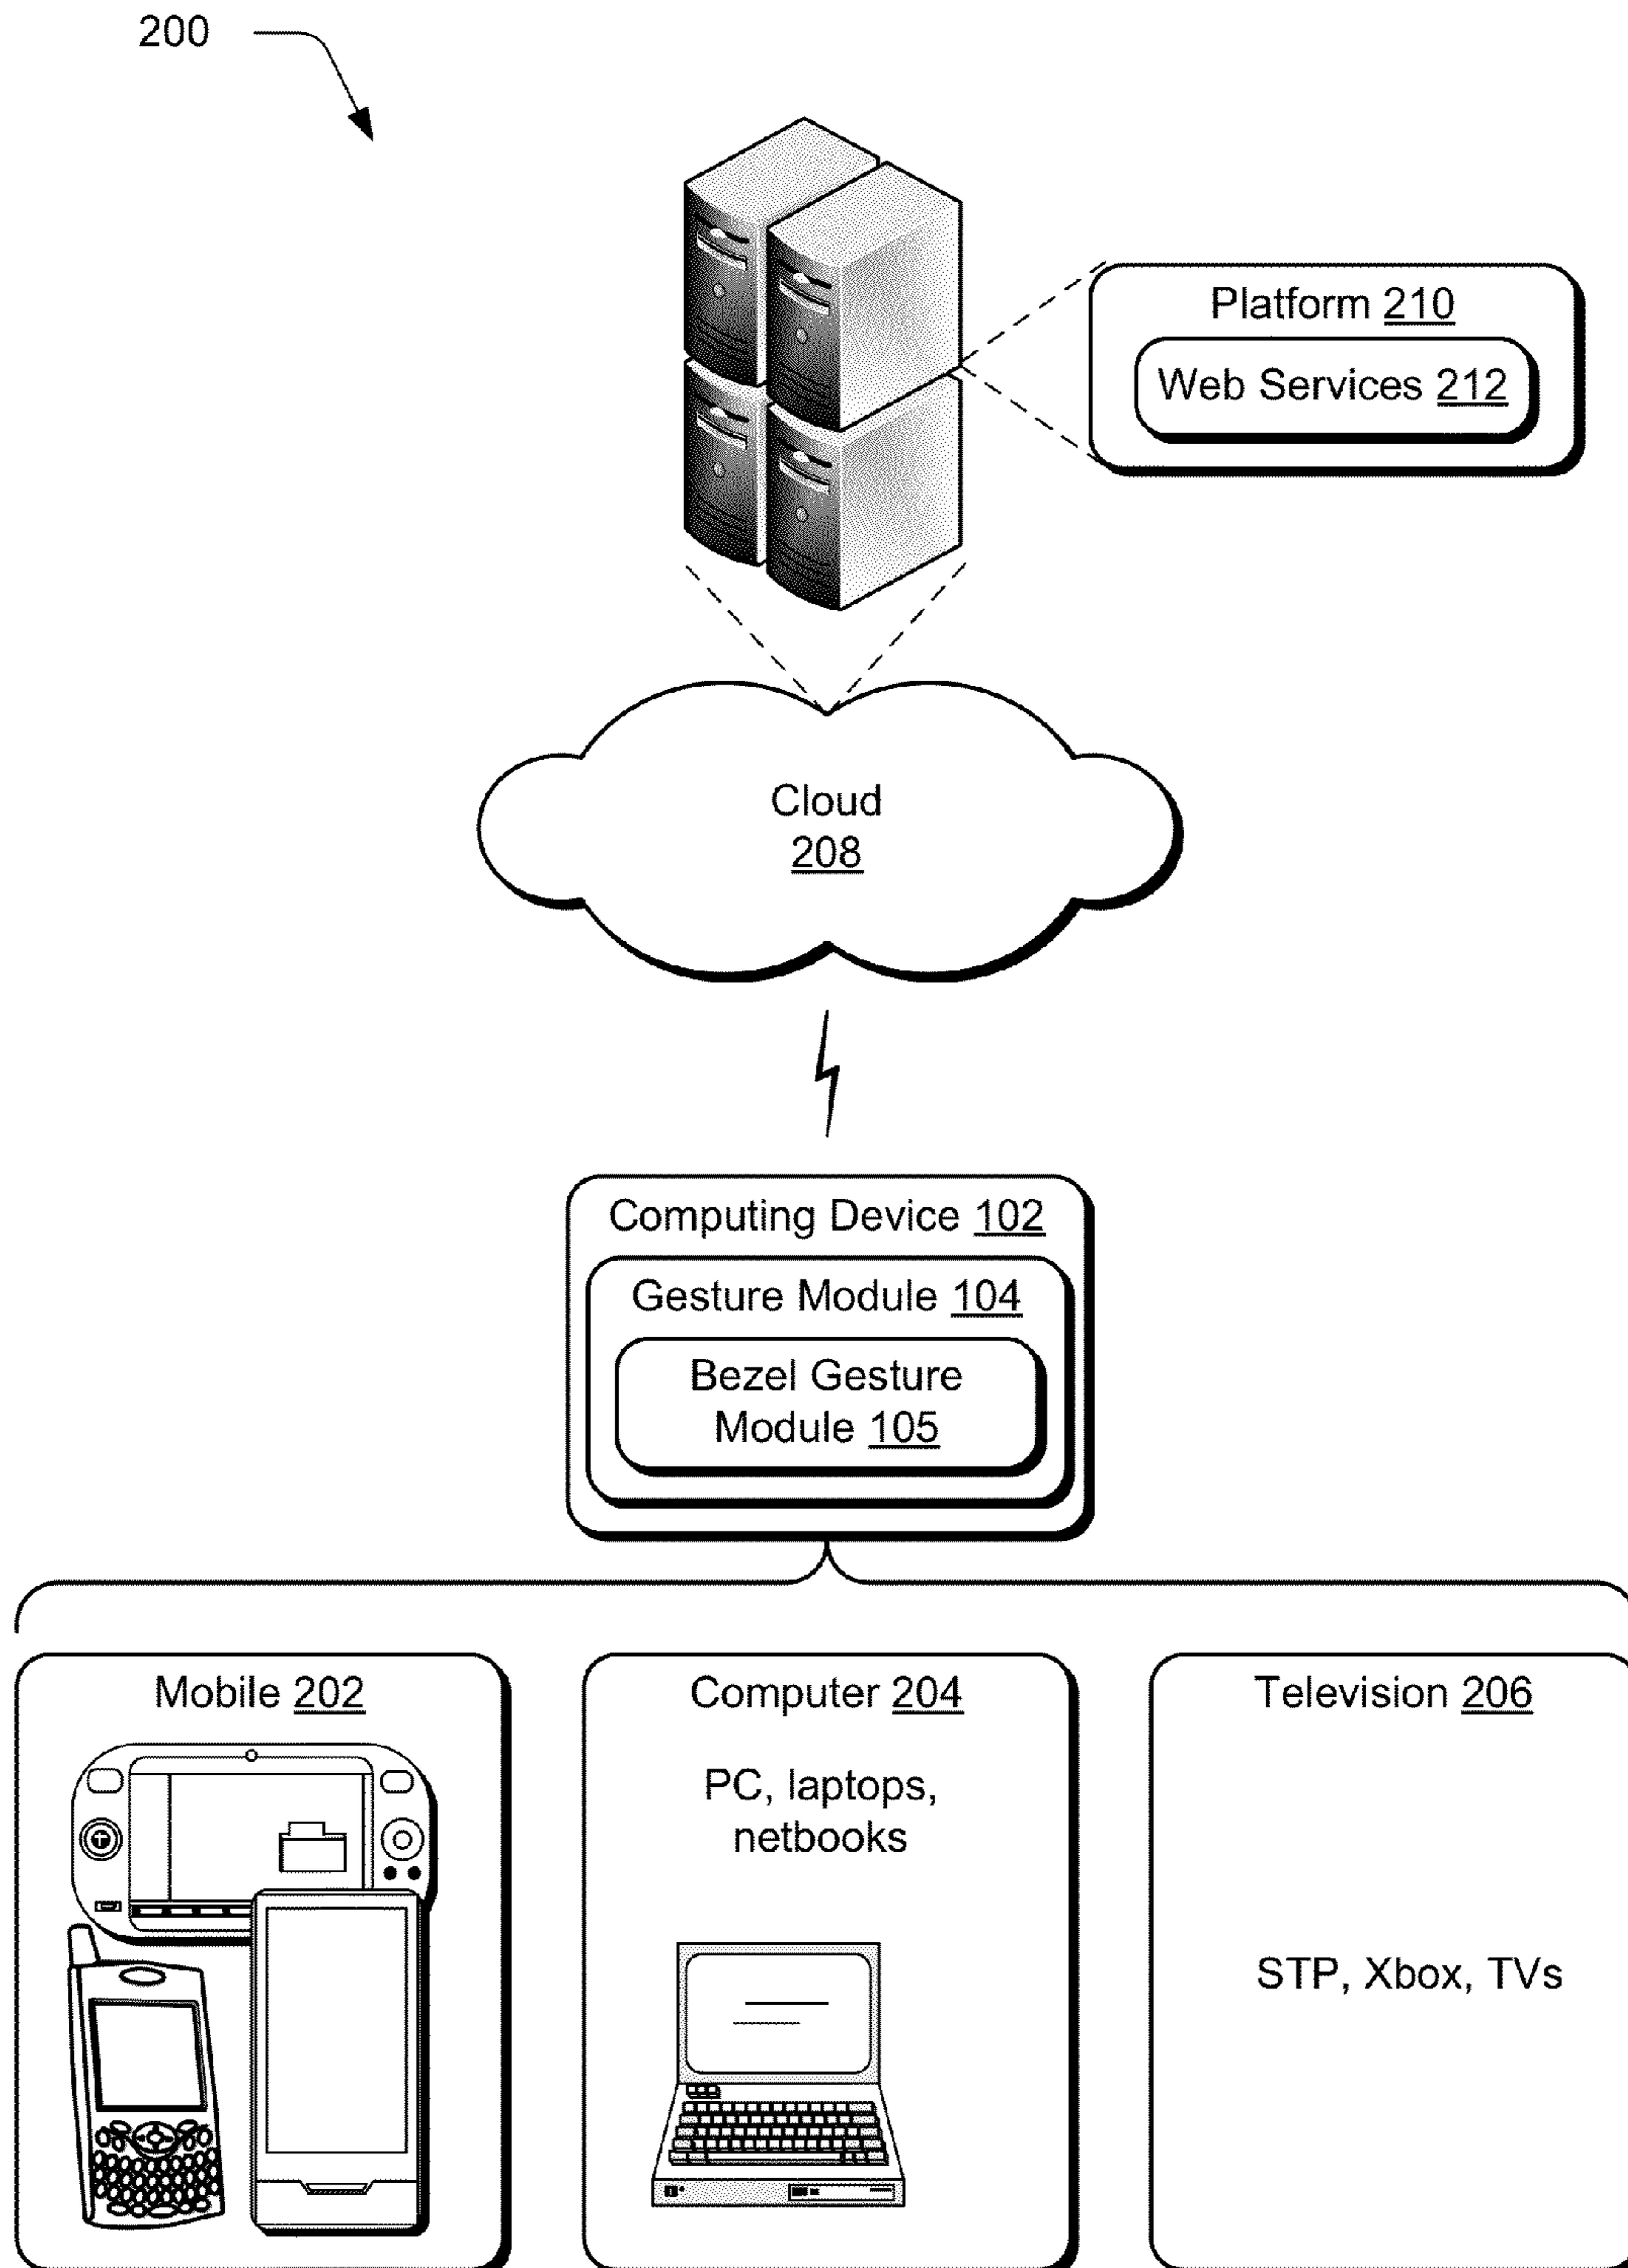 200
Platform 210
Web Services 212
Cloud
208
Computing Device 102
Gesture Module 104
Bezel Gesture
Module 105
Mobile 202
Computer 204
PC, laptops,
netbooks
Television 206
STP, Xbox, TVs